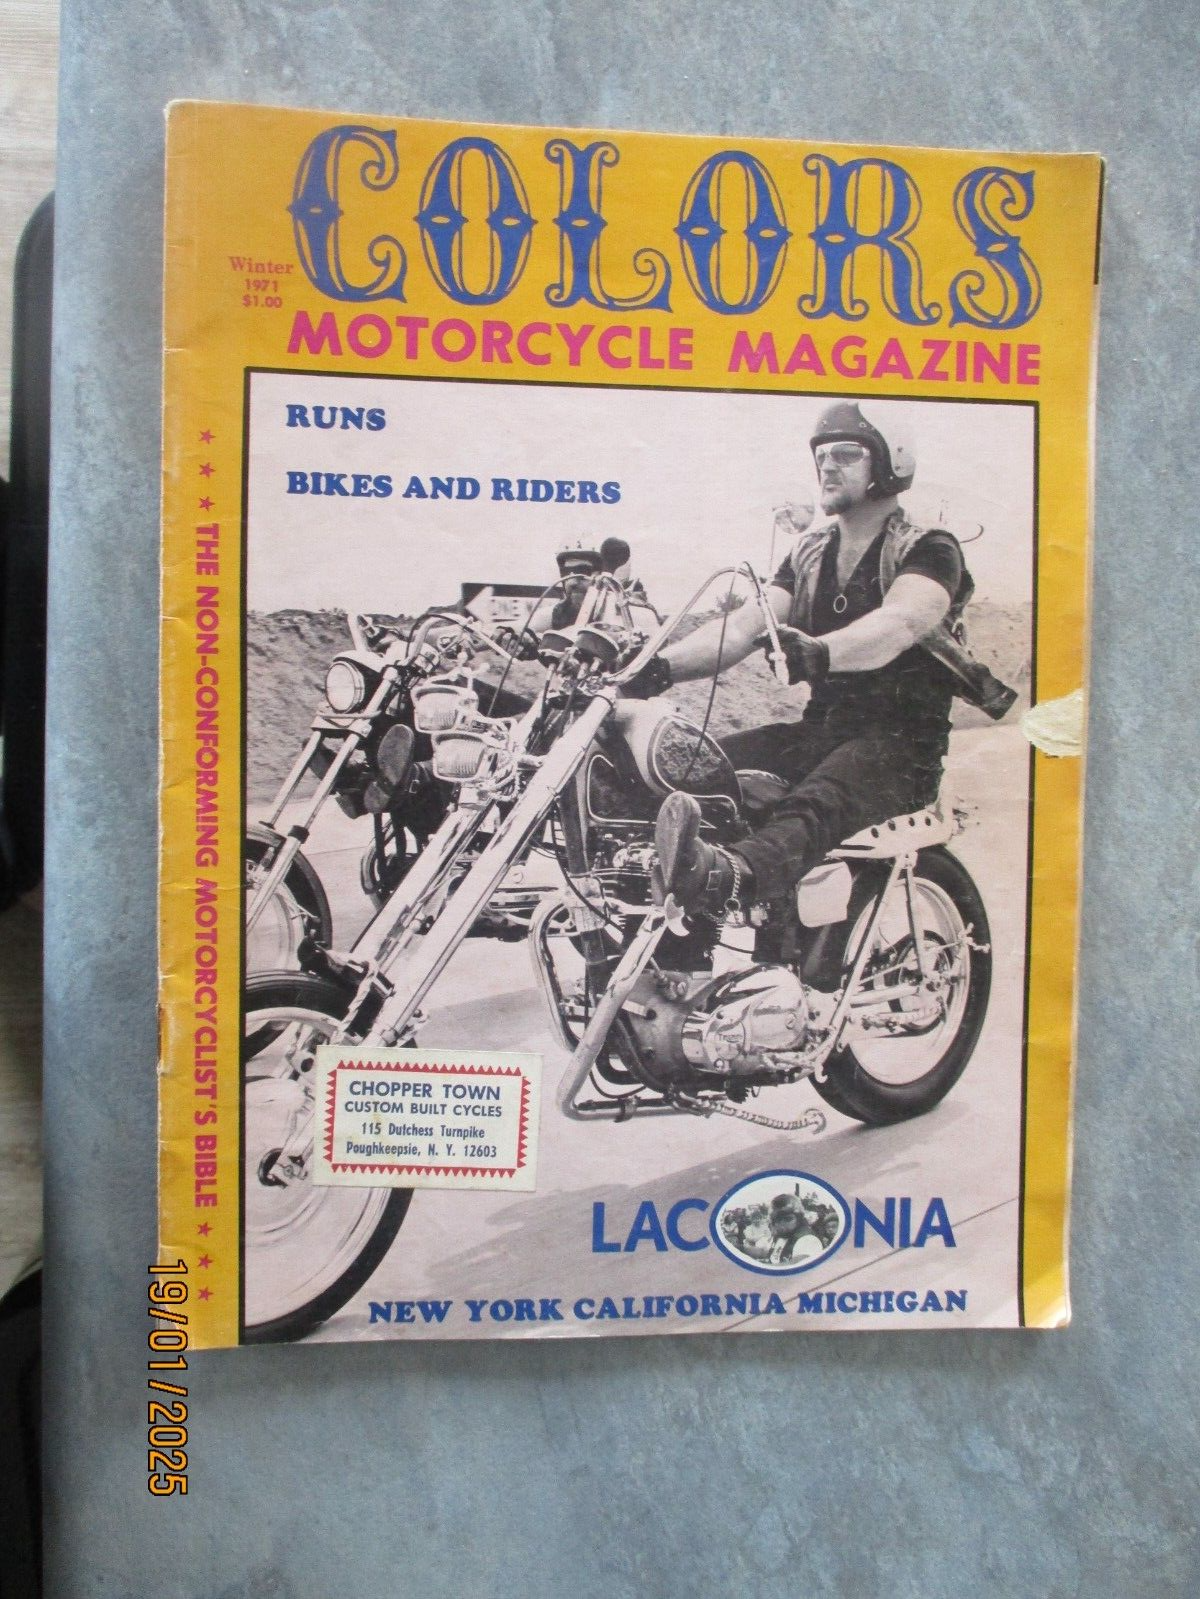 COLORS
Winter
1971
$1.00
MOTORCYCLE MAGAZINE
RUNS
BIKES AND RIDERS
★ ★ ★ THE NON-CONFORMING MOTORCYCLIST'S BIBLE ★ ★ ★
CHOPPER TOWN
CUSTOM BUILT CYCLES
115 Dutchess Turnpike
Poughkeepsie, N. Y. 12603
LACONIA
NEW YORK CALIFORNIA MICHIGAN
19/01/2025